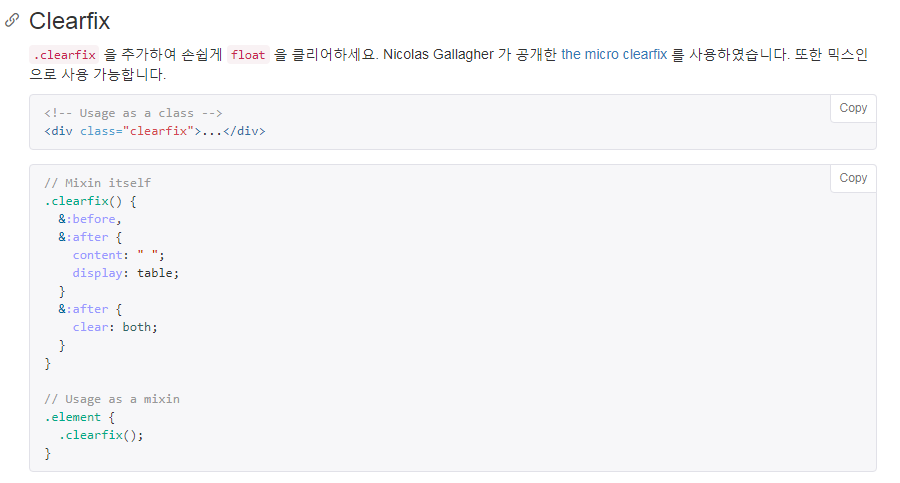 Clearfix
.clearfix 을 추가하여 손쉽게 float 을 클리어하세요. Nicolas Gallagher 가 공개한 the micro clearfix 를 사용하였습니다. 또한 믹스인
으로 사용 가능합니다.
Copy
<!-- Usage as a class -->
<div class="clearfix">...</div>
Copy
// Mixin itself
.clearfix() {
  &:before,
  &:after {
    content: " ";
    display: table;
  }
  &:after {
    clear: both;
  }
}

// Usage as a mixin
.element {
  .clearfix();
}